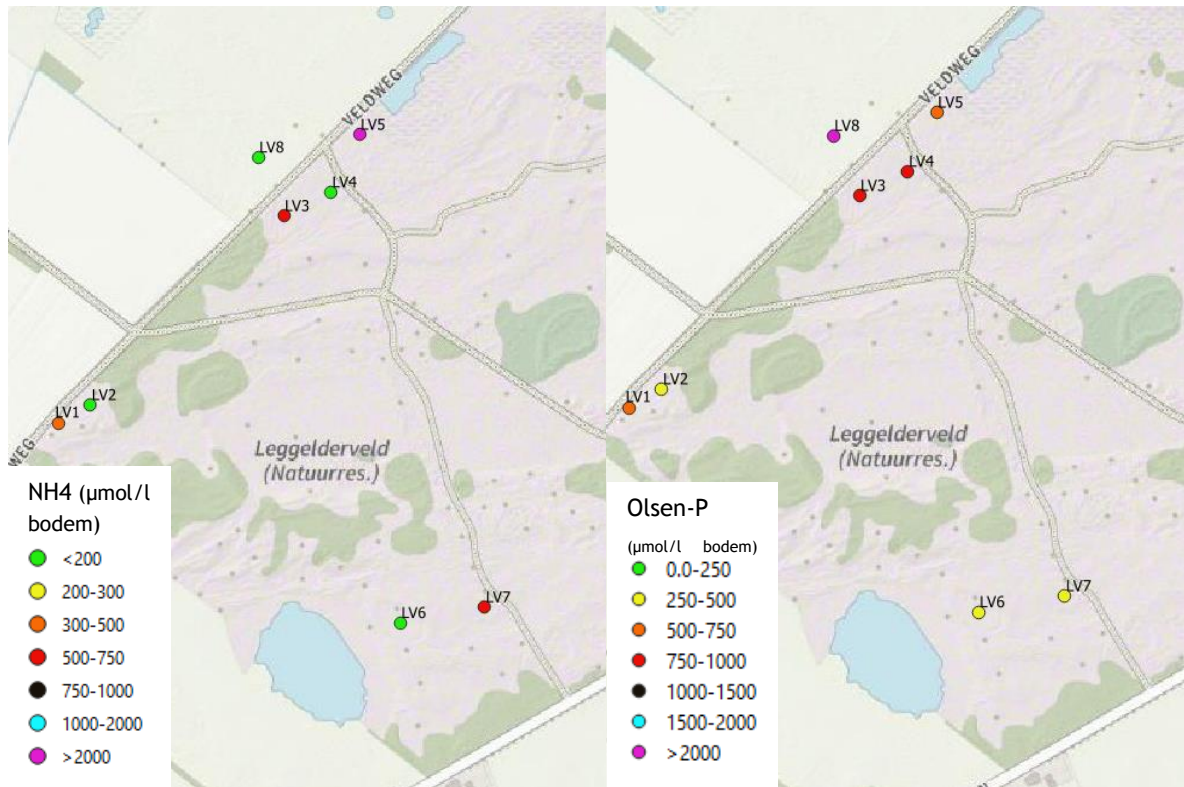 VELDWEG
LV5
LV8
LV4
LV3
LV2
LV1
WEG
Leggelderveld
(Natuurres.)
LV7
LV6
NH4 (µmol/l
bodem)
<200
200-300
300-500
500-750
750-1000
1000-2000
>2000
VELDWEG
LV5
LV8
LV4
LV3
LV2
LV1
Leggelderveld
(Natuurres.)
LV7
LV6
Olsen-P
(µmol/l bodem)
0.0-250
250-500
500-750
750-1000
1000-1500
1500-2000
>2000